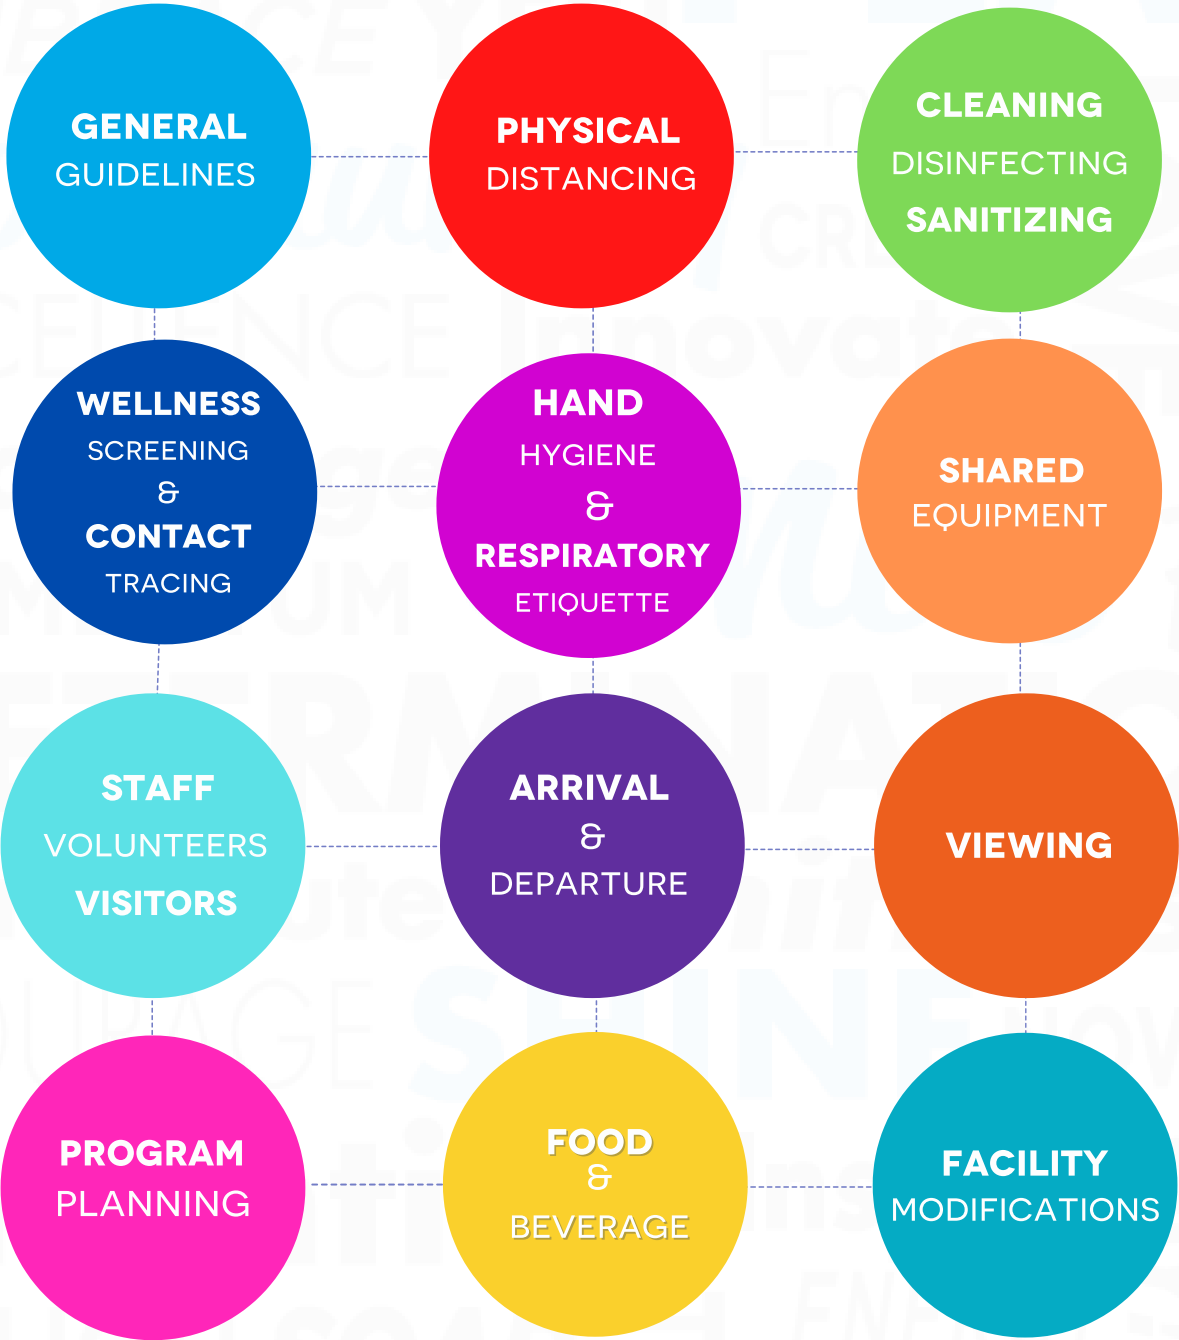 GENERAL
GUIDELINES
PHYSICAL
DISTANCING
CLEANING
DISINFECTING
SANITIZING
WELLNESS
SCREENING
&
CONTACT
TRACING
HAND
HYGIENE
&
RESPIRATORY
ETIQUETTE
SHARED
EQUIPMENT
STAFF
VOLUNTEERS
VISITORS
ARRIVAL
&
DEPARTURE
VIEWING
PROGRAM
PLANNING
FOOD
&
BEVERAGE
FACILITY
MODIFICATIONS